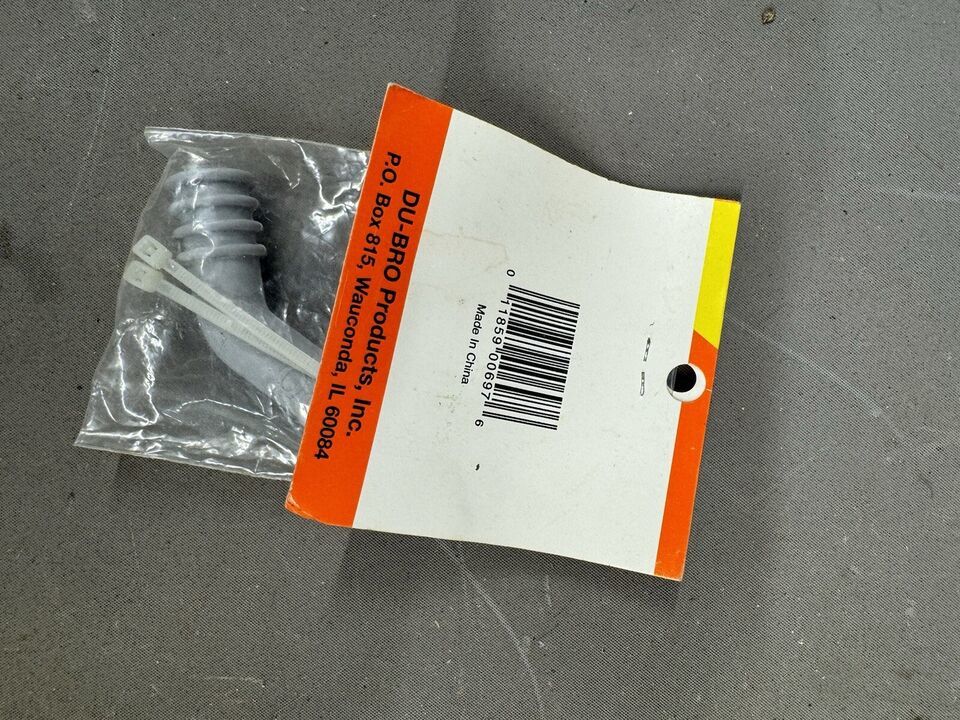 0 11859 00697 6
Made In China
DU-BRO Products, Inc.
P.O. Box 815, Wauconda, IL 60084